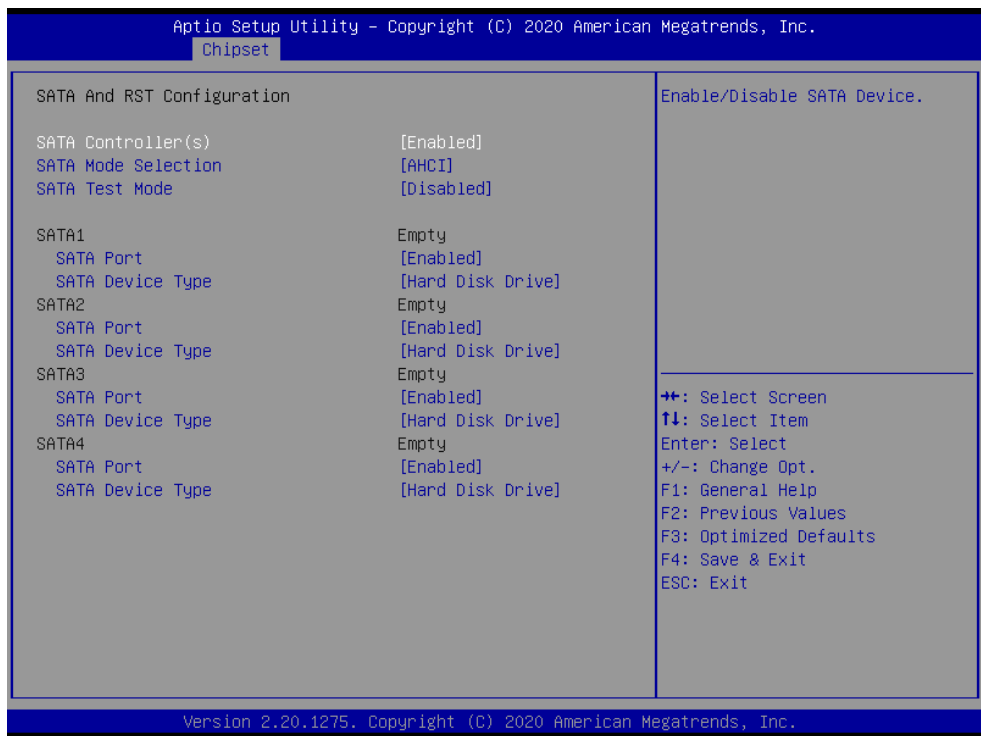 Aptio Setup Utility – Copyright (C) 2020 American Megatrends, Inc.
Chipset
SATA And RST Configuration
SATA Controller(s) [Enabled]
SATA Mode Selection [AHCI]
SATA Test Mode [Disabled]
SATA1 Empty
SATA Port [Enabled]
SATA Device Type [Hard Disk Drive]
SATA2 Empty
SATA Port [Enabled]
SATA Device Type [Hard Disk Drive]
SATA3 Empty
SATA Port [Enabled]
SATA Device Type [Hard Disk Drive]
SATA4 Empty
SATA Port [Enabled]
SATA Device Type [Hard Disk Drive]
Enable/Disable SATA Device.
→←: Select Screen
↑↓: Select Item
Enter: Select
+/-: Change Opt.
F1: General Help
F2: Previous Values
F3: Optimized Defaults
F4: Save & Exit
ESC: Exit
Version 2.20.1275. Copyright (C) 2020 American Megatrends, Inc.